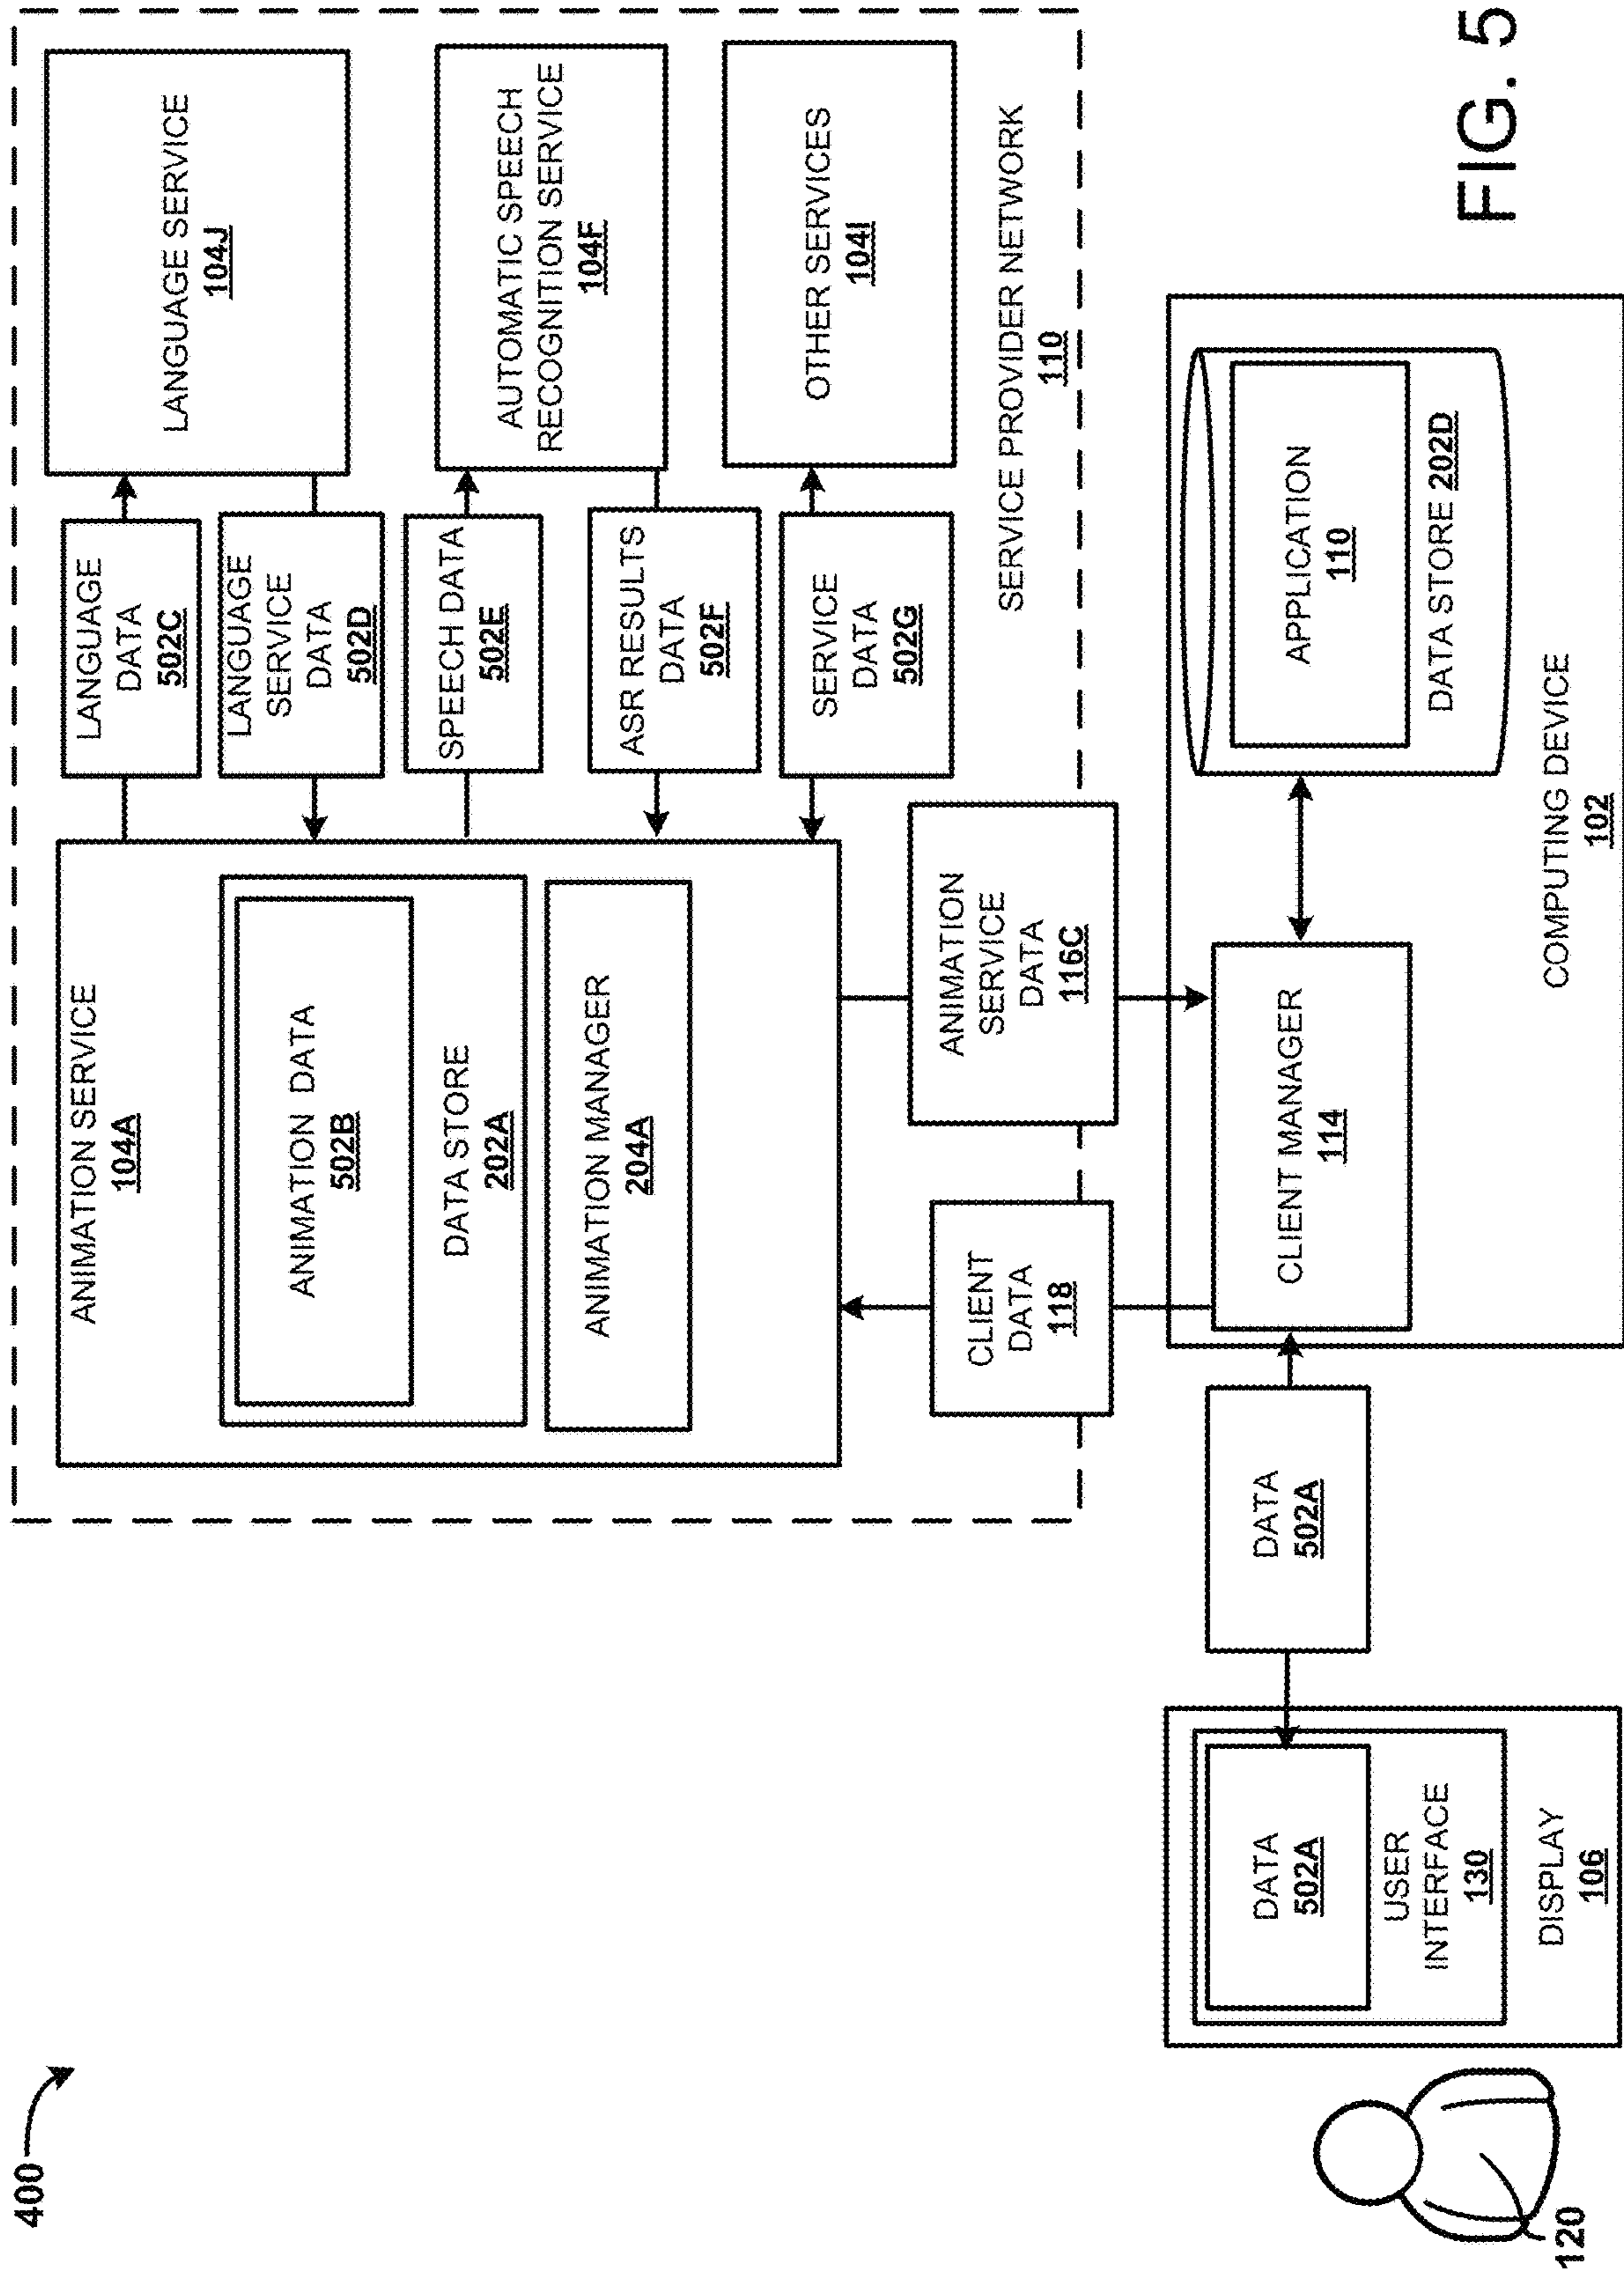 400
ANIMATION SERVICE
104A
ANIMATION DATA
502B
DATA STORE
202A
ANIMATION MANAGER
204A
LANGUAGE
DATA
502C
LANGUAGE
SERVICE
DATA
502D
SPEECH DATA
502E
ASR RESULTS
DATA
502F
SERVICE
DATA
502G
LANGUAGE SERVICE
104J
AUTOMATIC SPEECH
RECOGNITION SERVICE
104F
OTHER SERVICES
104I
SERVICE PROVIDER NETWORK
110
CLIENT
DATA
118
ANIMATION
SERVICE
DATA
116C
120
DATA
502A
USER
INTERFACE
130
DISPLAY
106
DATA
502A
CLIENT MANAGER
114
APPLICATION
110
DATA STORE 202D
COMPUTING DEVICE
102
FIG. 5